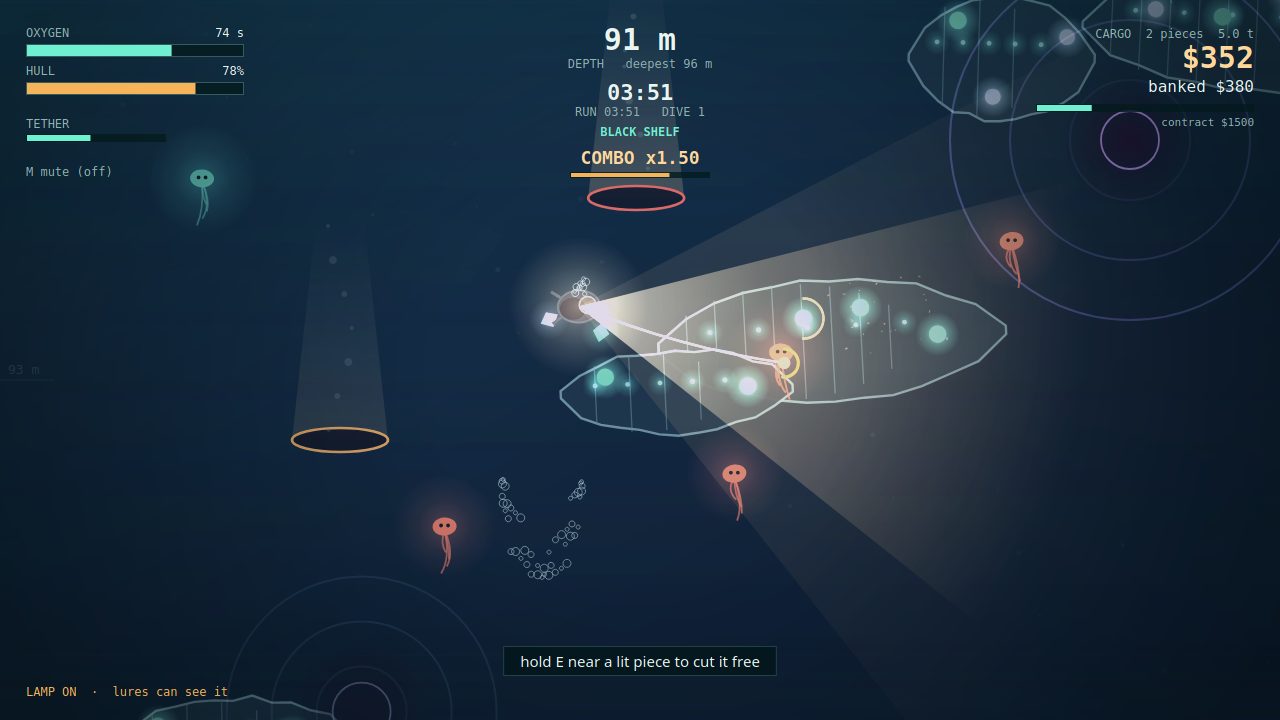 OXYGEN 74 s
HULL 78%
TETHER
M mute (off)
91 m
DEPTH deepest 96 m
03:51
RUN 03:51 DIVE 1
BLACK SHELF
COMBO x1.50
CARGO 2 pieces 5.0 t
$352
banked $380
contract $1500
93 m
hold E near a lit piece to cut it free
LAMP ON · lures can see it